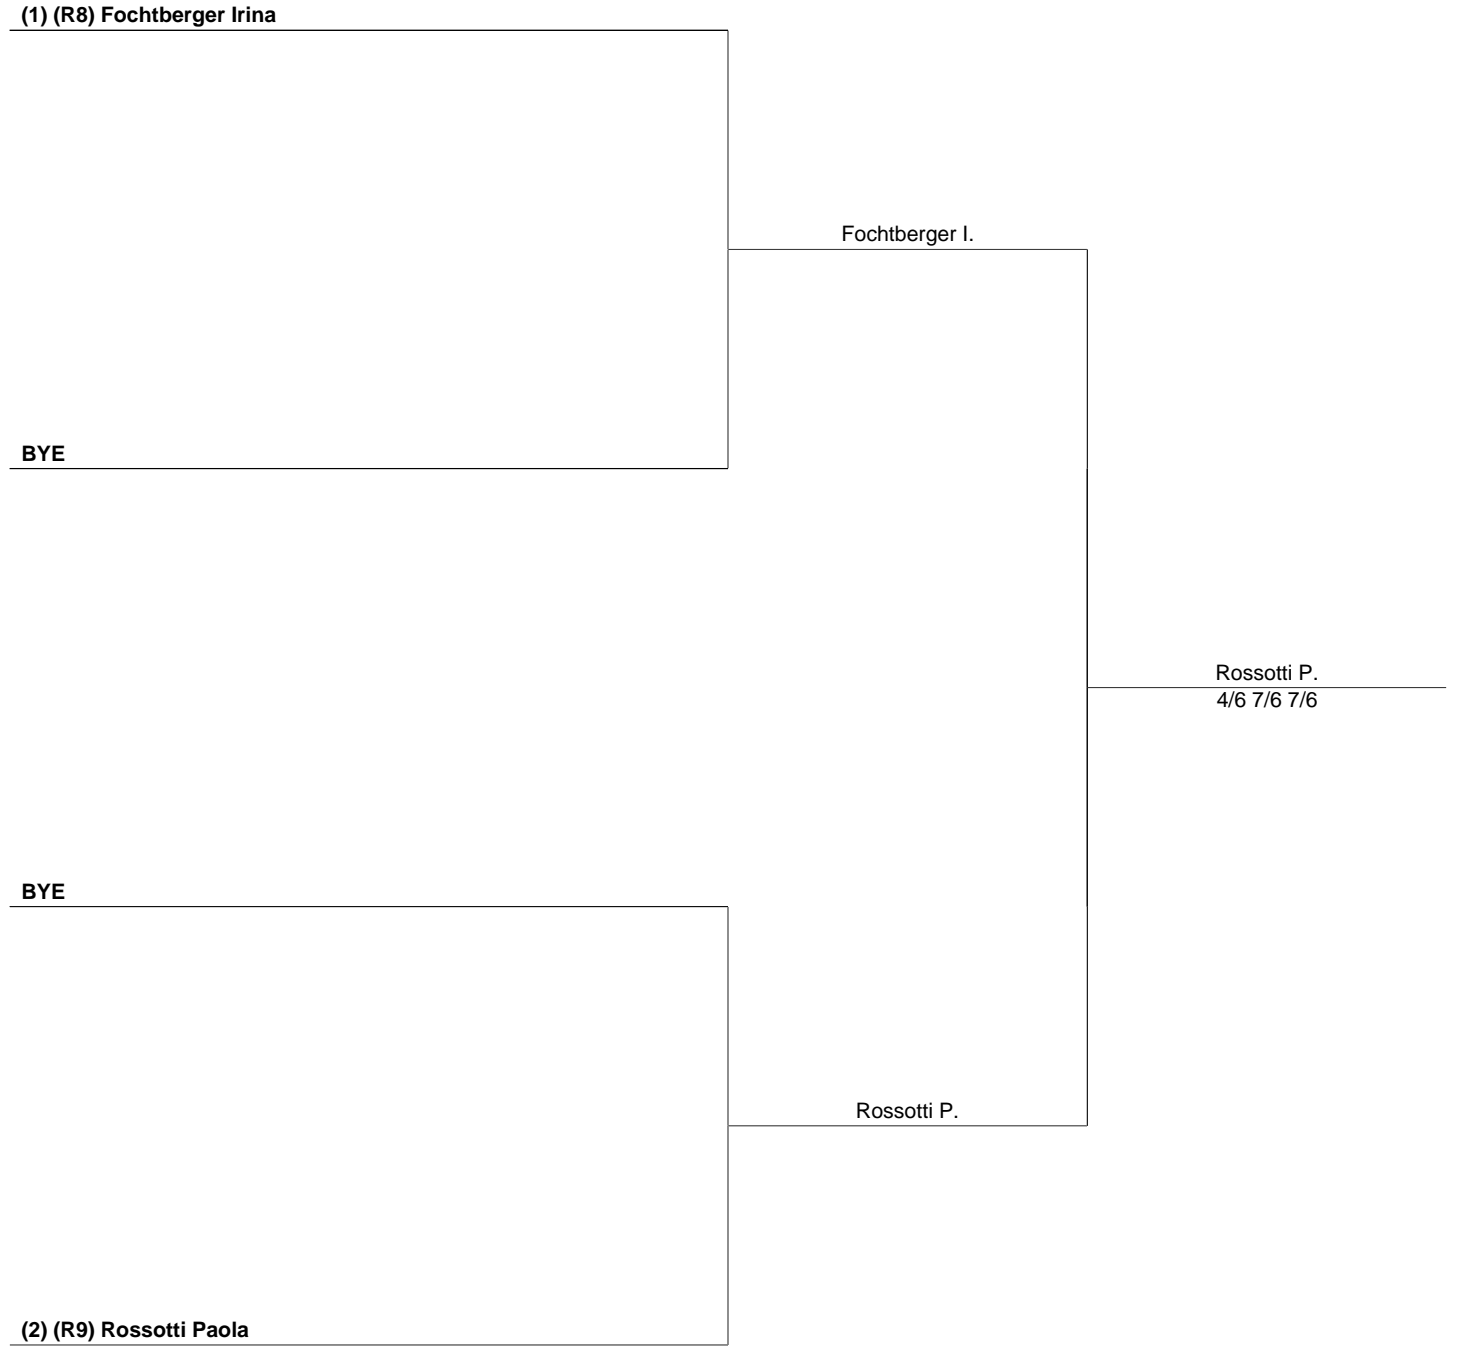 (1) (R8) Fochtberger Irina
Fochtberger I.
BYE
Rossotti P.
4/6 7/6 7/6
BYE
Rossotti P.
(2) (R9) Rossotti Paola